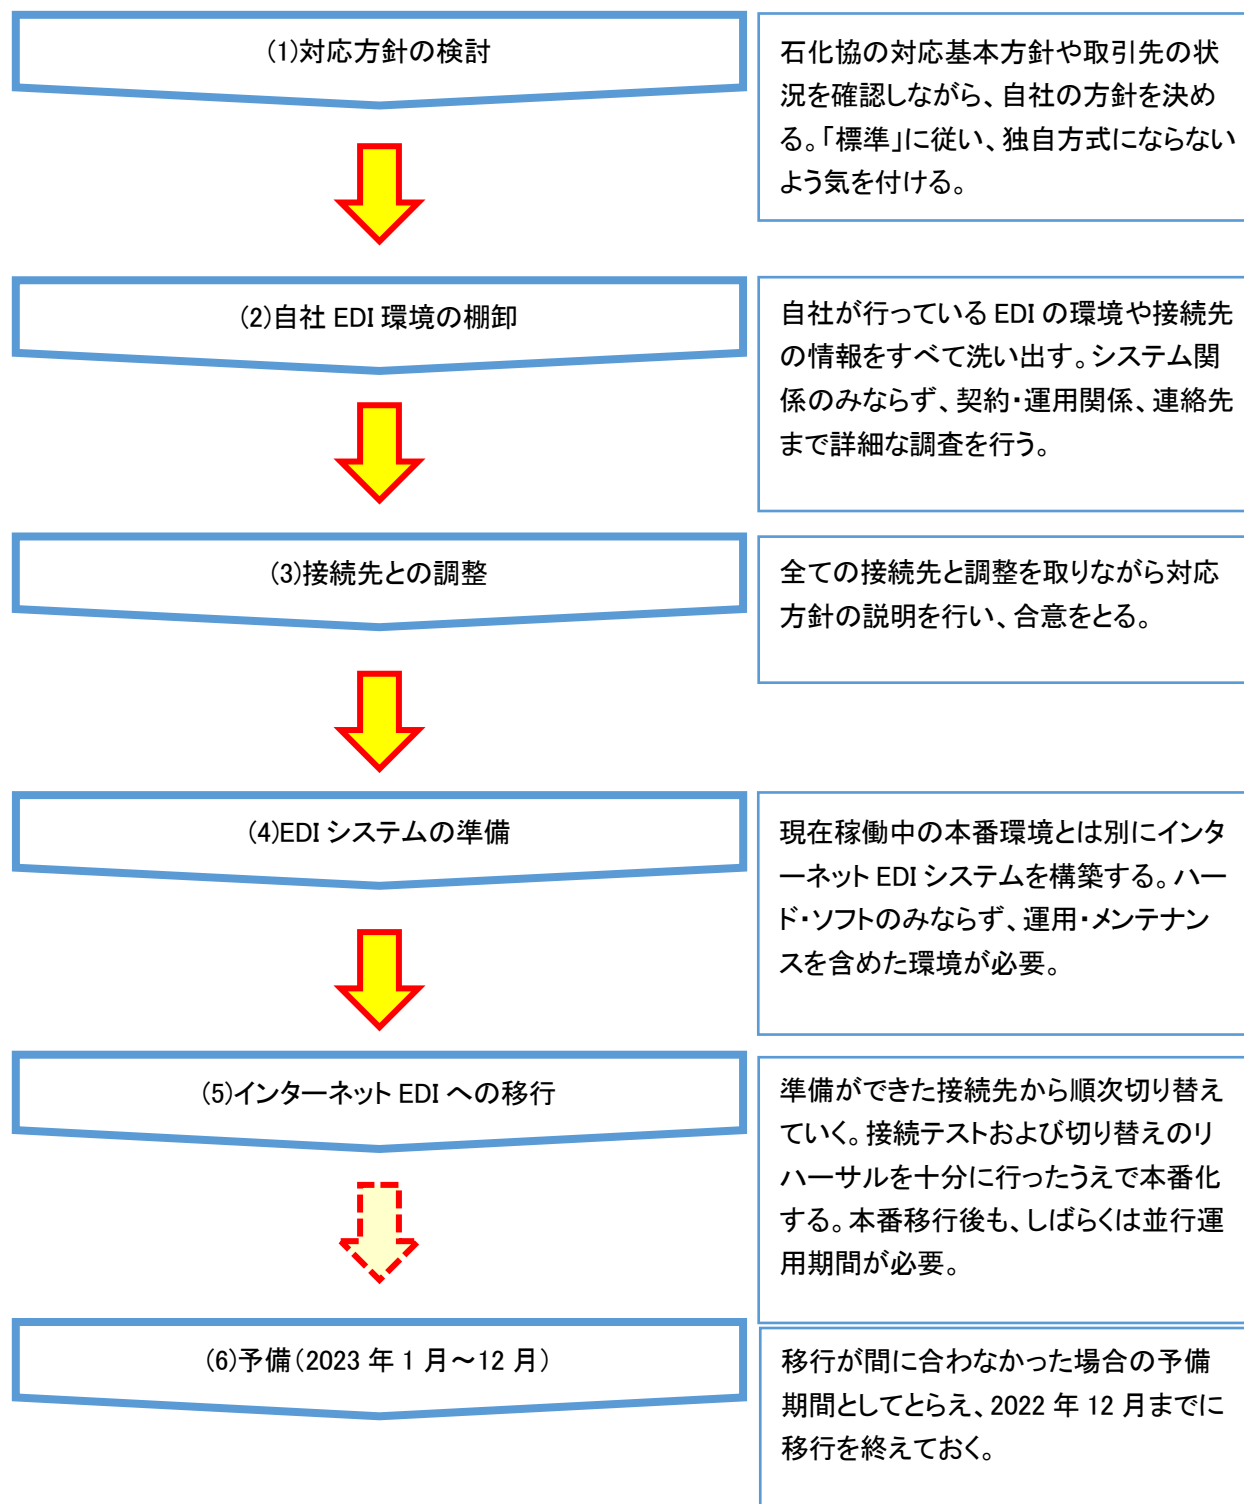 (1)対応方針の検討
石化協の対応基本方針や取引先の状
況を確認しながら、自社の方針を決め
る。「標準」に従い、独自方式にならない
よう気を付ける。
(2)自社 EDI 環境の棚卸
自社が行っている EDI の環境や接続先
の情報をすべて洗い出す。システム関
係のみならず、契約・運用関係、連絡先
まで詳細な調査を行う。
(3)接続先との調整
全ての接続先と調整を取りながら対応
方針の説明を行い、合意をとる。
(4)EDI システムの準備
現在稼働中の本番環境とは別にインタ
ーネット EDI システムを構築する。ハー
ド・ソフトのみならず、運用・メンテナン
スを含めた環境が必要。
(5)インターネット EDI への移行
準備ができた接続先から順次切り替え
ていく。接続テストおよび切り替えのリ
ハーサルを十分に行ったうえで本番化
する。本番移行後も、しばらくは並行運
用期間が必要。
(6)予備(2023 年 1 月～12 月)
移行が間に合わなかった場合の予備
期間としてとらえ、2022 年 12 月までに
移行を終えておく。